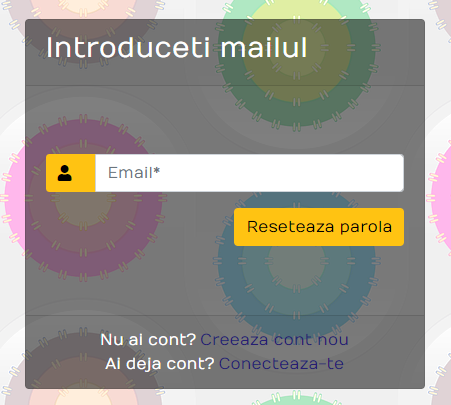 Introduceti mailul
Email*
Reseteaza parola
Nu ai cont? Creeaza cont nou
Ai deja cont? Conecteaza-te